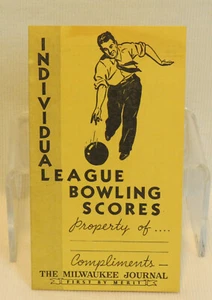 INDIVIDUAL
LEAGUE
BOWLING
SCORES
Property of ....
Compliments —
THE MILWAUKEE JOURNAL
FIRST BY MERIT